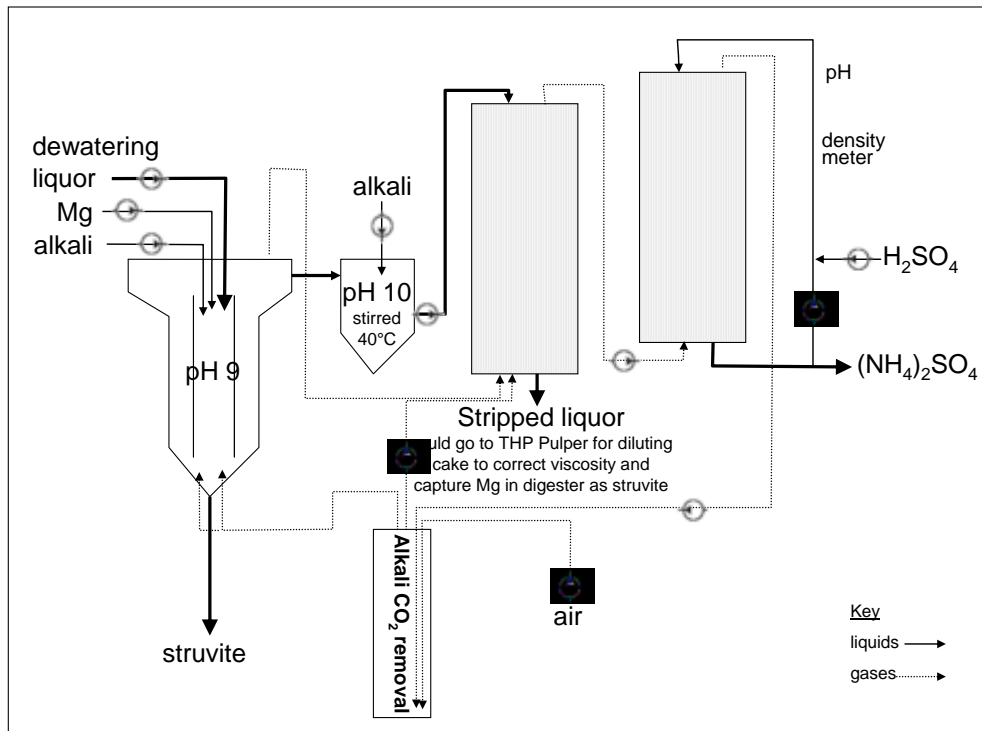 dewatering
liquor
Mg
alkali
pH 9
struvite
alkali
pH 10
stirred
40°C
Stripped liquor
go to THP Pulper for diluting
cake to correct viscosity and
capture Mg in digester as struvite
Alkali CO₂ removal
air
pH
density
meter
H₂SO₄
(NH₄)₂SO₄
Key
liquids
gases